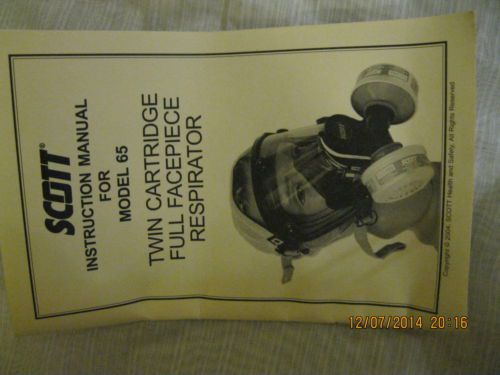 SCOTT®
INSTRUCTION MANUAL
FOR
MODEL 65
TWIN CARTRIDGE
FULL FACEPIECE
RESPIRATOR
Copyright © 2004, SCOTT Health and Safety, All Rights Reserved
12/07/2014 20:16